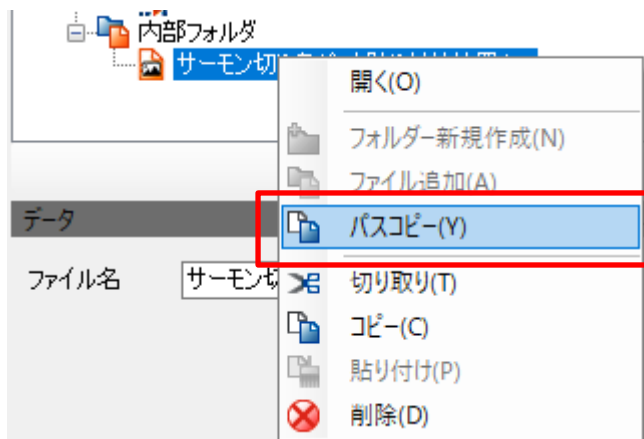 内部フォルダ
サーモン切り
開く(O)
フォルダー新規作成(N)
ファイル追加(A)
データ
パスコピー(Y)
ファイル名
サーモン切
切り取り(T)
コピー(C)
貼り付け(P)
削除(D)